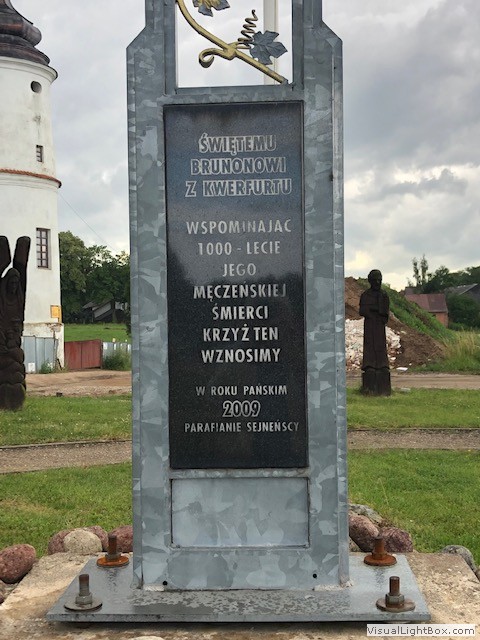 ŚWIĘTEMU
BRUNONOWI
Z KWERFURTU
WSPOMINAJĄC
1000 - LECIE
JEGO
MĘCZEŃSKIEJ
ŚMIERCI
KRZYŻ TEN
WZNOSIMY
W ROKU PAŃSKIM
2009
PARAFIANIE SEJNEŃSCY
VisualLightBox.com